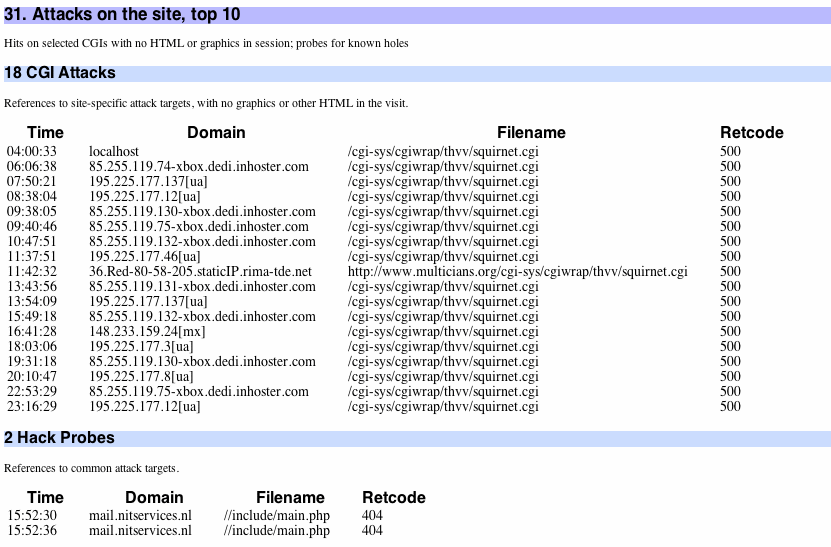 31. Attacks on the site, top 10
Hits on selected CGIs with no HTML or graphics in session; probes for known holes
18 CGI Attacks
References to site-specific attack targets, with no graphics or other HTML in the visit.
Time Domain Filename Retcode
04:00:33 localhost /cgi-sys/cgiwrap/thvv/squirnet.cgi 500
06:06:38 85.255.119.74-xbox.dedi.inhoster.com /cgi-sys/cgiwrap/thvv/squirnet.cgi 500
07:50:21 195.225.177.137[ua] /cgi-sys/cgiwrap/thvv/squirnet.cgi 500
08:38:04 195.225.177.12[ua] /cgi-sys/cgiwrap/thvv/squirnet.cgi 500
09:38:05 85.255.119.130-xbox.dedi.inhoster.com /cgi-sys/cgiwrap/thvv/squirnet.cgi 500
09:40:46 85.255.119.75-xbox.dedi.inhoster.com /cgi-sys/cgiwrap/thvv/squirnet.cgi 500
10:47:51 85.255.119.132-xbox.dedi.inhoster.com /cgi-sys/cgiwrap/thvv/squirnet.cgi 500
11:37:51 195.225.177.46[ua] /cgi-sys/cgiwrap/thvv/squirnet.cgi 500
11:42:32 36.Red-80-58-205.staticIP.rima-tde.net http://www.multicians.org/cgi-sys/cgiwrap/thvv/squirnet.cgi 500
13:43:56 85.255.119.131-xbox.dedi.inhoster.com /cgi-sys/cgiwrap/thvv/squirnet.cgi 500
13:54:09 195.225.177.137[ua] /cgi-sys/cgiwrap/thvv/squirnet.cgi 500
15:49:18 85.255.119.132-xbox.dedi.inhoster.com /cgi-sys/cgiwrap/thvv/squirnet.cgi 500
16:41:28 148.233.159.24[mx] /cgi-sys/cgiwrap/thvv/squirnet.cgi 500
18:03:06 195.225.177.3[ua] /cgi-sys/cgiwrap/thvv/squirnet.cgi 500
19:31:18 85.255.119.130-xbox.dedi.inhoster.com /cgi-sys/cgiwrap/thvv/squirnet.cgi 500
20:10:47 195.225.177.8[ua] /cgi-sys/cgiwrap/thvv/squirnet.cgi 500
22:53:29 85.255.119.75-xbox.dedi.inhoster.com /cgi-sys/cgiwrap/thvv/squirnet.cgi 500
23:16:29 195.225.177.12[ua] /cgi-sys/cgiwrap/thvv/squirnet.cgi 500
2 Hack Probes
References to common attack targets.
Time Domain Filename Retcode
15:52:30 mail.nitservices.nl //include/main.php 404
15:52:36 mail.nitservices.nl //include/main.php 404